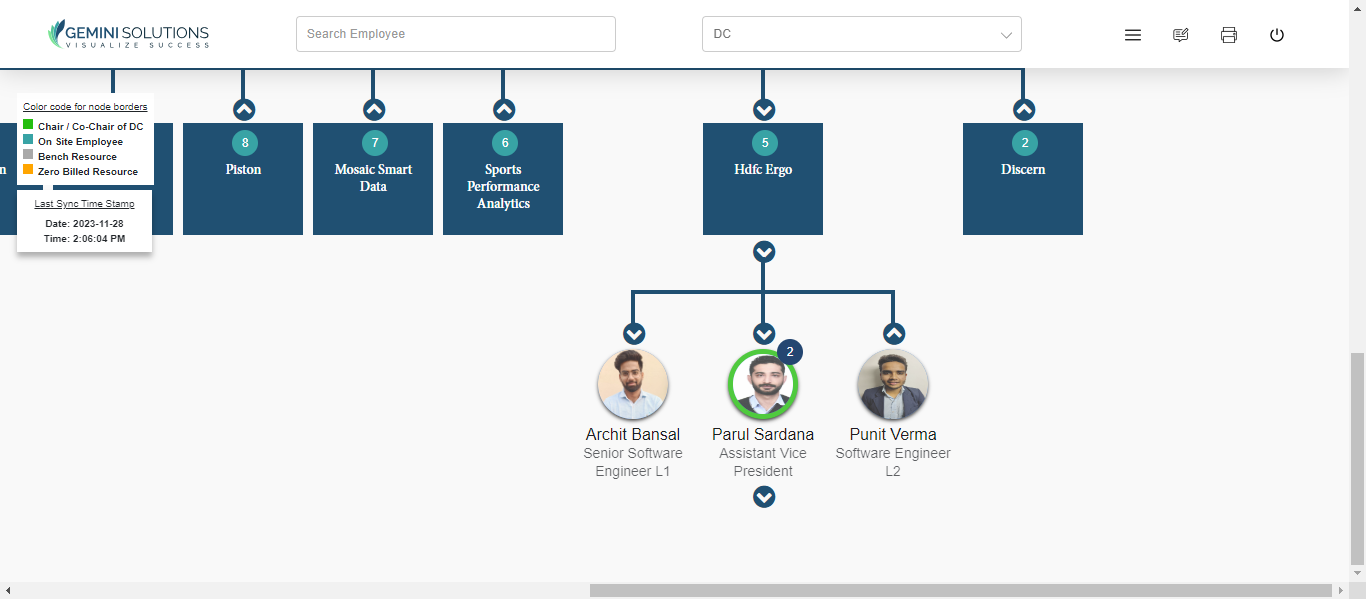 GEMINI SOLUTIONS
VISUALIZE SUCCESS
Search Employee
DC
Color code for node borders
Chair / Co-Chair of DC
On Site Employee
Bench Resource
Zero Billed Resource
Last Sync Time Stamp
Date: 2023-11-28
Time: 2:06:04 PM
n
8
Piston
7
Mosaic Smart
Data
6
Sports
Performance
Analytics
5
Hdfc Ergo
2
Discern
2
Archit Bansal
Senior Software
Engineer L1
Parul Sardana
Assistant Vice
President
Punit Verma
Software Engineer
L2